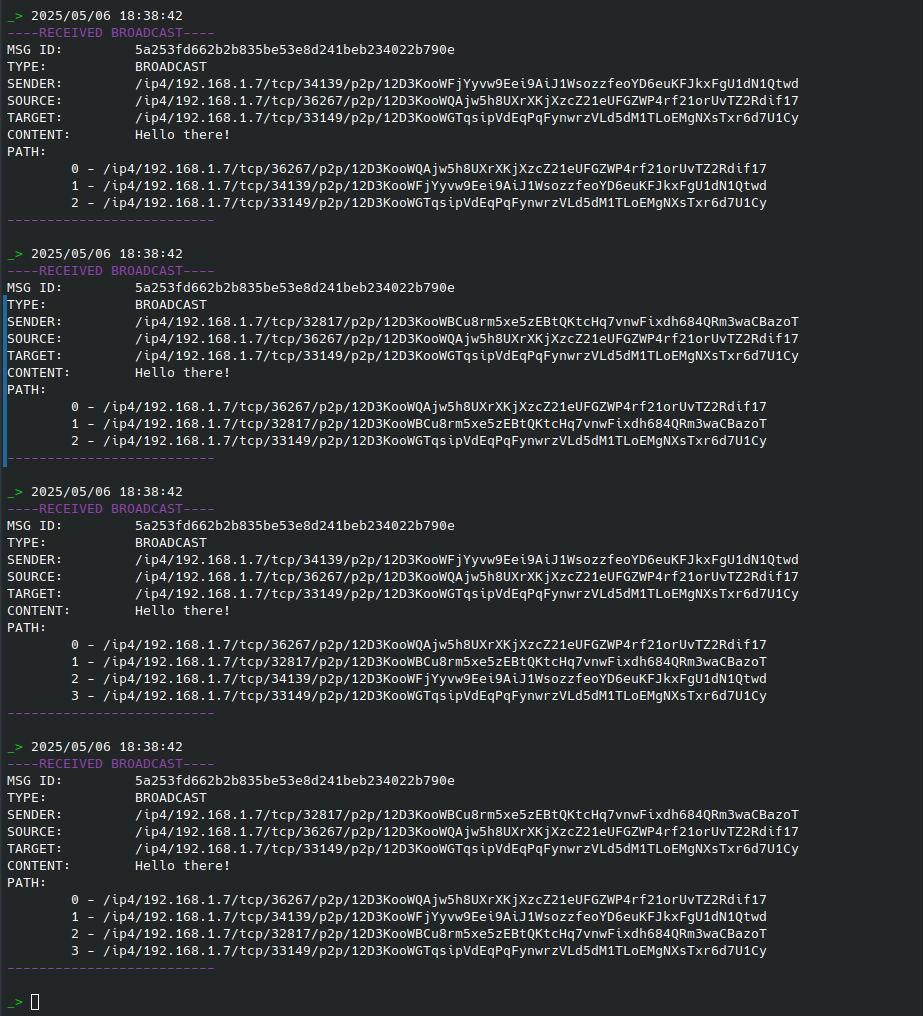 _> 2025/05/06 18:38:42
----RECEIVED BROADCAST----
MSG ID: 5a253fd662b2b835be53e8d241beb234022b790e
TYPE: BROADCAST
SENDER: /ip4/192.168.1.7/tcp/34139/p2p/12D3KooWFjYyvw9Eei9AiJ1WsozzfeoYD6euKFJkxFgU1dN1Qtwd
SOURCE: /ip4/192.168.1.7/tcp/36267/p2p/12D3KooWQAjw5h8UXrXKjXzcZ21eUFGZWP4rf21orUvTZ2Rdif17
TARGET: /ip4/192.168.1.7/tcp/33149/p2p/12D3KooWGTqsipVdEqPqFynwrzVLd5dM1TLoEMgNXsTxr6d7U1Cy
CONTENT: Hello there!
PATH:
0 - /ip4/192.168.1.7/tcp/36267/p2p/12D3KooWQAjw5h8UXrXKjXzcZ21eUFGZWP4rf21orUvTZ2Rdif17
1 - /ip4/192.168.1.7/tcp/34139/p2p/12D3KooWFjYyvw9Eei9AiJ1WsozzfeoYD6euKFJkxFgU1dN1Qtwd
2 - /ip4/192.168.1.7/tcp/33149/p2p/12D3KooWGTqsipVdEqPqFynwrzVLd5dM1TLoEMgNXsTxr6d7U1Cy
--------------------------
_> 2025/05/06 18:38:42
----RECEIVED BROADCAST----
MSG ID: 5a253fd662b2b835be53e8d241beb234022b790e
TYPE: BROADCAST
SENDER: /ip4/192.168.1.7/tcp/32817/p2p/12D3KooWBCu8rm5xe5zEBtQKtcHq7vnwFixdh684QRm3waCBazoT
SOURCE: /ip4/192.168.1.7/tcp/36267/p2p/12D3KooWQAjw5h8UXrXKjXzcZ21eUFGZWP4rf21orUvTZ2Rdif17
TARGET: /ip4/192.168.1.7/tcp/33149/p2p/12D3KooWGTqsipVdEqPqFynwrzVLd5dM1TLoEMgNXsTxr6d7U1Cy
CONTENT: Hello there!
PATH:
0 - /ip4/192.168.1.7/tcp/36267/p2p/12D3KooWQAjw5h8UXrXKjXzcZ21eUFGZWP4rf21orUvTZ2Rdif17
1 - /ip4/192.168.1.7/tcp/32817/p2p/12D3KooWBCu8rm5xe5zEBtQKtcHq7vnwFixdh684QRm3waCBazoT
2 - /ip4/192.168.1.7/tcp/33149/p2p/12D3KooWGTqsipVdEqPqFynwrzVLd5dM1TLoEMgNXsTxr6d7U1Cy
--------------------------
_> 2025/05/06 18:38:42
----RECEIVED BROADCAST----
MSG ID: 5a253fd662b2b835be53e8d241beb234022b790e
TYPE: BROADCAST
SENDER: /ip4/192.168.1.7/tcp/34139/p2p/12D3KooWFjYyvw9Eei9AiJ1WsozzfeoYD6euKFJkxFgU1dN1Qtwd
SOURCE: /ip4/192.168.1.7/tcp/36267/p2p/12D3KooWQAjw5h8UXrXKjXzcZ21eUFGZWP4rf21orUvTZ2Rdif17
TARGET: /ip4/192.168.1.7/tcp/33149/p2p/12D3KooWGTqsipVdEqPqFynwrzVLd5dM1TLoEMgNXsTxr6d7U1Cy
CONTENT: Hello there!
PATH:
0 - /ip4/192.168.1.7/tcp/36267/p2p/12D3KooWQAjw5h8UXrXKjXzcZ21eUFGZWP4rf21orUvTZ2Rdif17
1 - /ip4/192.168.1.7/tcp/32817/p2p/12D3KooWBCu8rm5xe5zEBtQKtcHq7vnwFixdh684QRm3waCBazoT
2 - /ip4/192.168.1.7/tcp/34139/p2p/12D3KooWFjYyvw9Eei9AiJ1WsozzfeoYD6euKFJkxFgU1dN1Qtwd
3 - /ip4/192.168.1.7/tcp/33149/p2p/12D3KooWGTqsipVdEqPqFynwrzVLd5dM1TLoEMgNXsTxr6d7U1Cy
--------------------------
_> 2025/05/06 18:38:42
----RECEIVED BROADCAST----
MSG ID: 5a253fd662b2b835be53e8d241beb234022b790e
TYPE: BROADCAST
SENDER: /ip4/192.168.1.7/tcp/32817/p2p/12D3KooWBCu8rm5xe5zEBtQKtcHq7vnwFixdh684QRm3waCBazoT
SOURCE: /ip4/192.168.1.7/tcp/36267/p2p/12D3KooWQAjw5h8UXrXKjXzcZ21eUFGZWP4rf21orUvTZ2Rdif17
TARGET: /ip4/192.168.1.7/tcp/33149/p2p/12D3KooWGTqsipVdEqPqFynwrzVLd5dM1TLoEMgNXsTxr6d7U1Cy
CONTENT: Hello there!
PATH:
0 - /ip4/192.168.1.7/tcp/36267/p2p/12D3KooWQAjw5h8UXrXKjXzcZ21eUFGZWP4rf21orUvTZ2Rdif17
1 - /ip4/192.168.1.7/tcp/34139/p2p/12D3KooWFjYyvw9Eei9AiJ1WsozzfeoYD6euKFJkxFgU1dN1Qtwd
2 - /ip4/192.168.1.7/tcp/32817/p2p/12D3KooWBCu8rm5xe5zEBtQKtcHq7vnwFixdh684QRm3waCBazoT
3 - /ip4/192.168.1.7/tcp/33149/p2p/12D3KooWGTqsipVdEqPqFynwrzVLd5dM1TLoEMgNXsTxr6d7U1Cy
--------------------------
_>